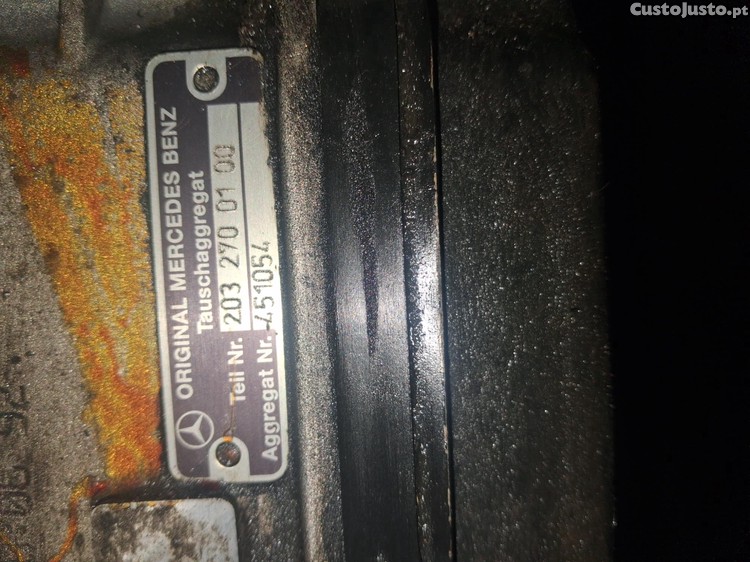 CustoJusto.pt
ORIGINAL MERCEDES BENZ
Tauschaggregat
Teil Nr. 203 270 01 00
Aggregat Nr. 451054